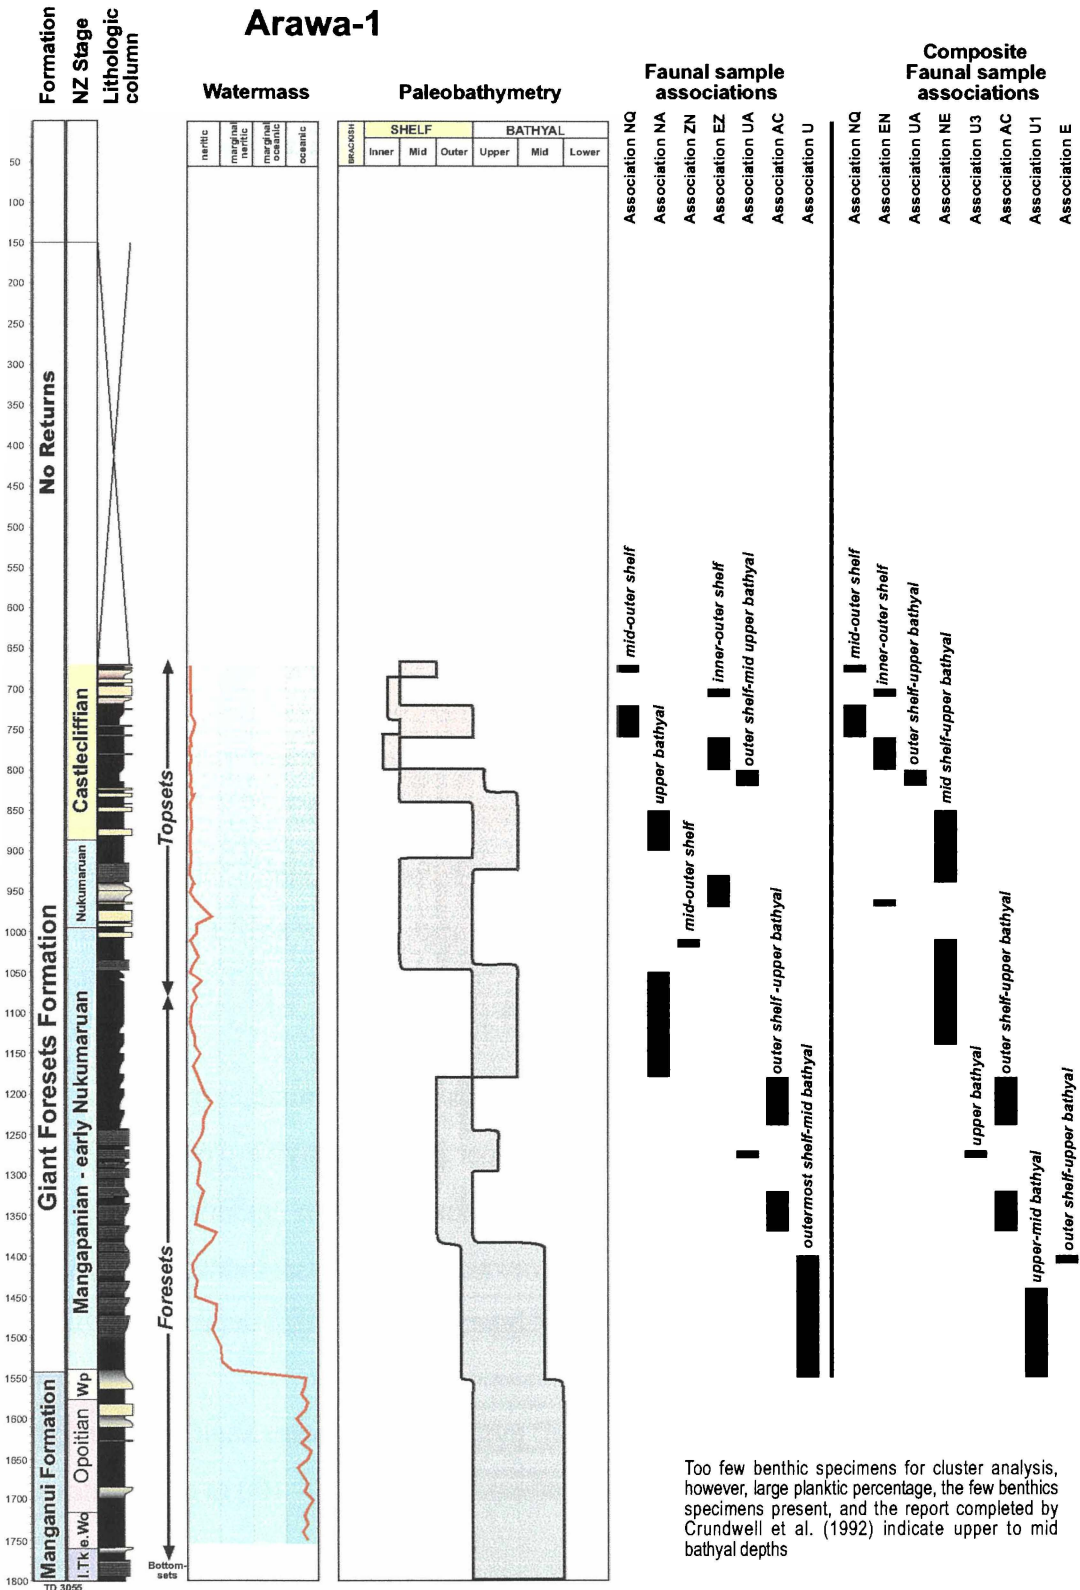 Arawa-1
Formation
NZ Stage
Lithologic
column
Watermass
Paleobathymetry
Faunal sample
associations
Composite
Faunal sample
associations
neritic
marginal
neritic
marginal
oceanic
oceanic
BRACKISH
SHELF
BATHYAL
Inner
Mid
Outer
Upper
Mid
Lower
Association NQ
Association NA
Association ZN
Association EZ
Association UA
Association AC
Association U
Association NQ
Association EN
Association UA
Association NE
Association U3
Association AC
Association U1
Association E
50
100
150
200
250
300
350
400
450
500
550
600
650
700
750
800
850
900
950
1000
1050
1100
1150
1200
1250
1300
1350
1400
1450
1500
1550
1600
1650
1700
1750
1800
TD 3055
No Returns
Giant Foresets Formation
Manganui Formation
Castlecliffian
Nukumaruan
Mangapanian - early Nukumaruan
Wp
Opoitian
e.Wo
l.Tk
Topsets
Foresets
Bottom-
sets
mid-outer shelf
upper bathyal
mid-outer shelf
inner-outer shelf
outer shelf-mid upper bathyal
outer shelf -upper bathyal
outermost shelf-mid bathyal
mid-outer shelf
inner-outer shelf
outer shelf-upper bathyal
mid shelf-upper bathyal
upper bathyal
outer shelf-upper bathyal
upper-mid bathyal
outer shelf-upper bathyal
Too few benthic specimens for cluster analysis,
however, large planktic percentage, the few benthics
specimens present, and the report completed by
Crundwell et al. (1992) indicate upper to mid
bathyal depths